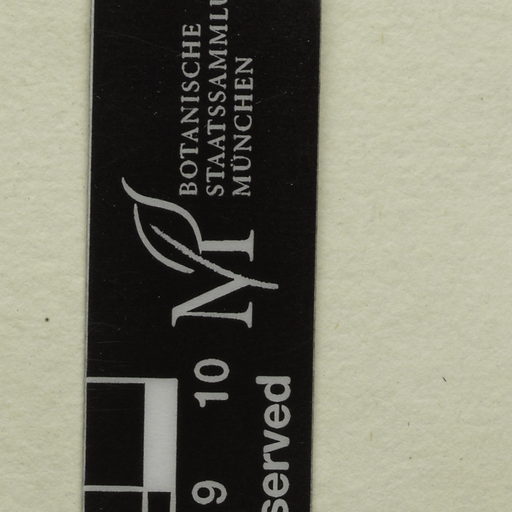 BOTANISCHE
STAATSSAMMLU
MÜNCHEN
9 10
served